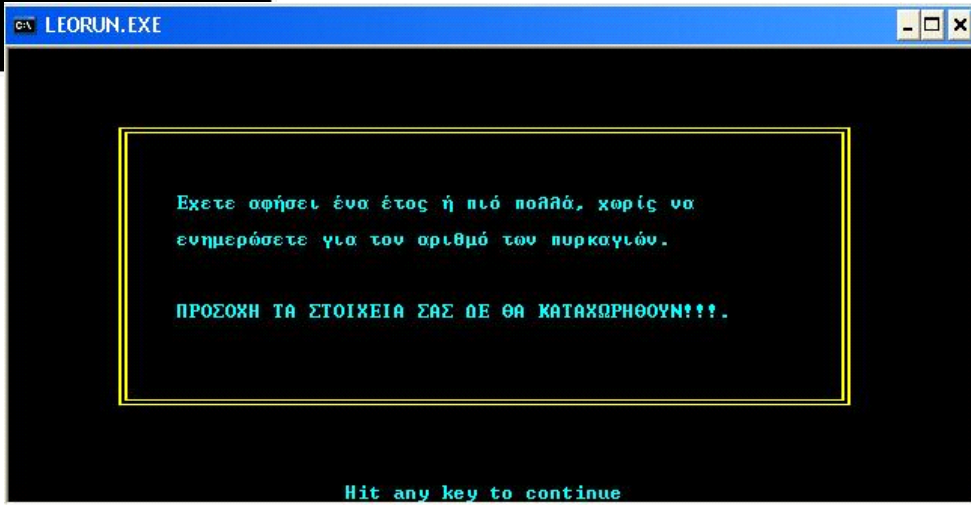 LEORUN.EXE
Εχετε αφήσει ένα έτος ή πιό πολλά, χωρίς να
ενημερώσετε για τον αριθμό των πυρκαγιών.
ΠΡΟΣΟΧΗ ΤΑ ΣΤΟΙΧΕΙΑ ΣΑΣ ΔΕ ΘΑ ΚΑΤΑΧΩΡΗΘΟΥΝ!!!.
Hit any key to continue